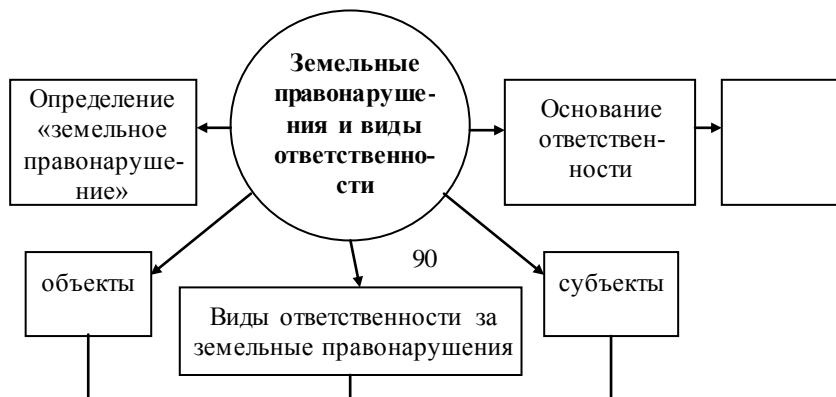 Земельные
правонаруше-
ния и виды
ответственно-
сти
Определение
«земельное
правонаруше-
ние»
Основание
ответствен-
ности
объекты
90
субъекты
Виды ответственности за
земельные правонарушения